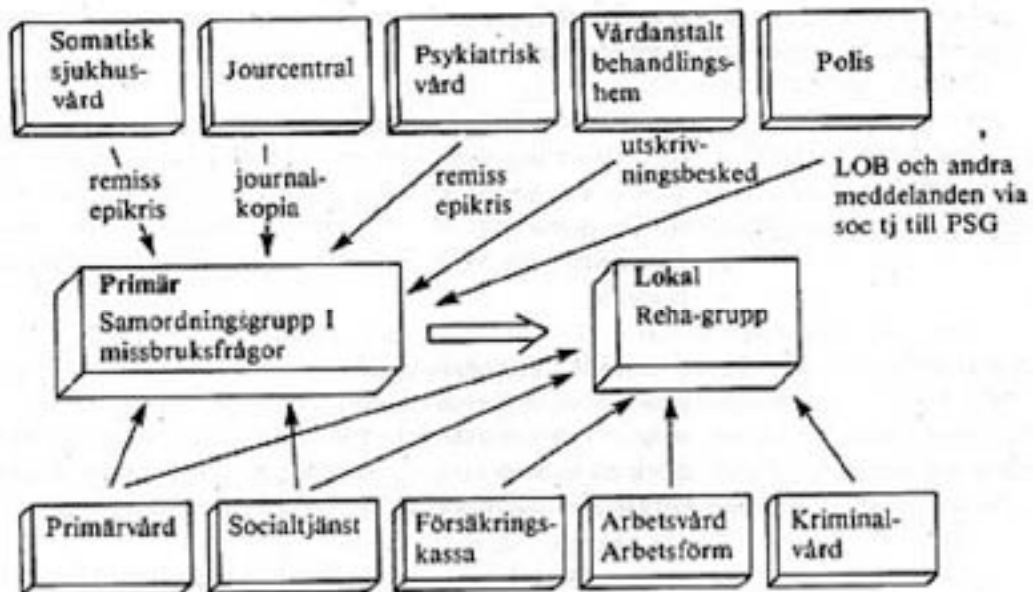 Somatisk
sjukhus-
vård
Jourcentral
Psykiatrisk
vård
Vårdanstalt
behandlings-
hem
Polis
remiss
epikris
journal-
kopia
remiss
epikris
utskriv-
ningsbesked
LOB och andra
meddelanden via
soc tj till PSG
Primär
Samordningsgrupp I
missbruksfrågor
Lokal
Reha-grupp
Primärvård
Socialtjänst
Försäkrings-
kassa
Arbetsvård
Arbetsförm
Kriminal-
vård